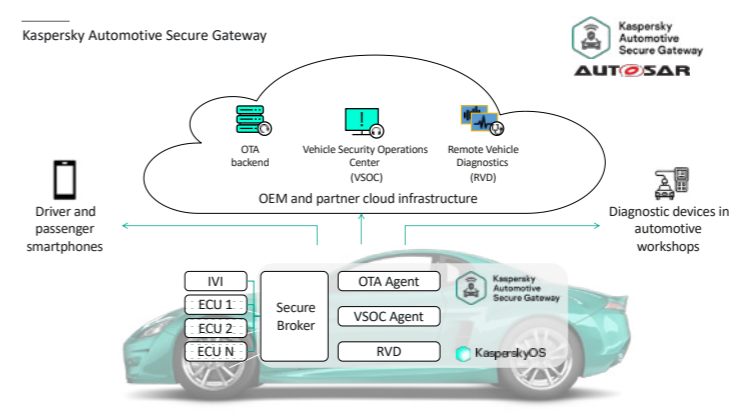 Kaspersky Automotive Secure Gateway
Kaspersky
Automotive
Secure Gateway
AUTOSAR
OTA
backend
Vehicle Security Operations
Center
(VSOC)
Remote Vehicle
Diagnostics
(RVD)
OEM and partner cloud infrastructure
Driver and
passenger
smartphones
Diagnostic devices in
automotive
workshops
IVI
ECU 1
ECU 2
ECU N
Secure
Broker
OTA Agent
VSOC Agent
RVD
Kaspersky
Automotive
Secure Gateway
KasperskyOS